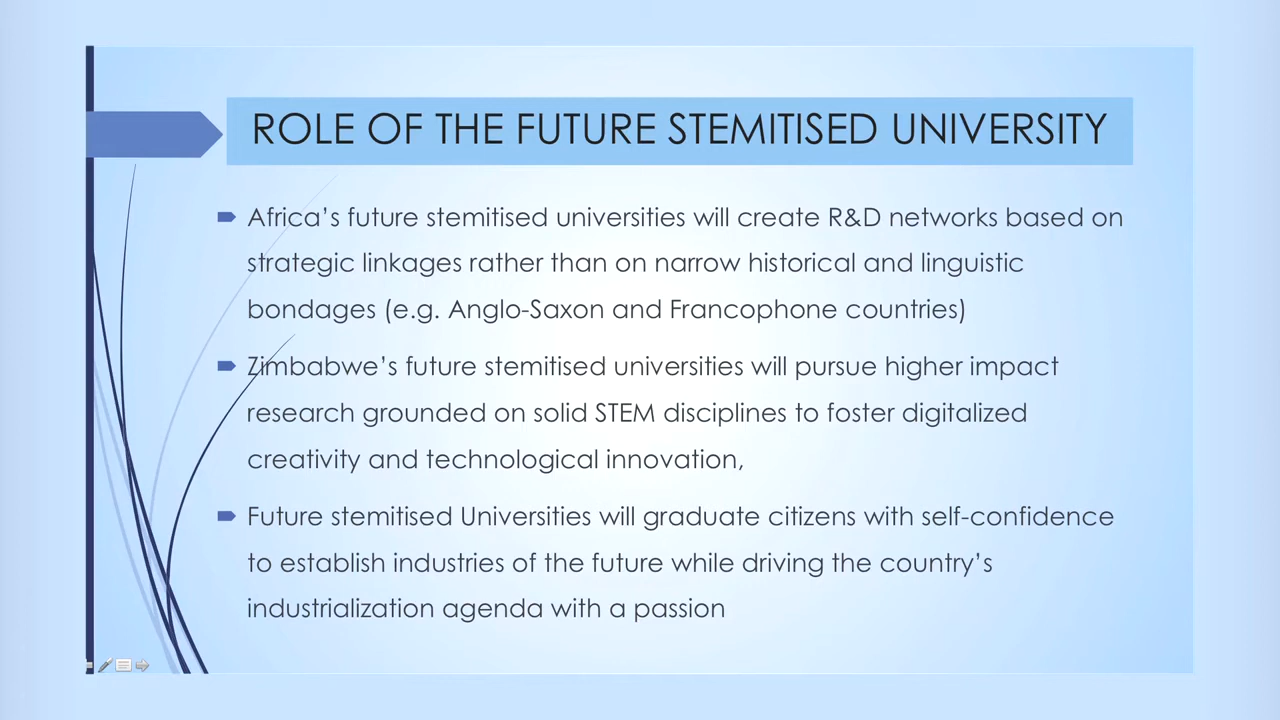 ROLE OF THE FUTURE STEMITISED UNIVERSITY
Africa’s future stemitised universities will create R&D networks based on
strategic linkages rather than on narrow historical and linguistic
bondages (e.g. Anglo-Saxon and Francophone countries)
Zimbabwe’s future stemitised universities will pursue higher impact
research grounded on solid STEM disciplines to foster digitalized
creativity and technological innovation,
Future stemitised Universities will graduate citizens with self-confidence
to establish industries of the future while driving the country’s
industrialization agenda with a passion